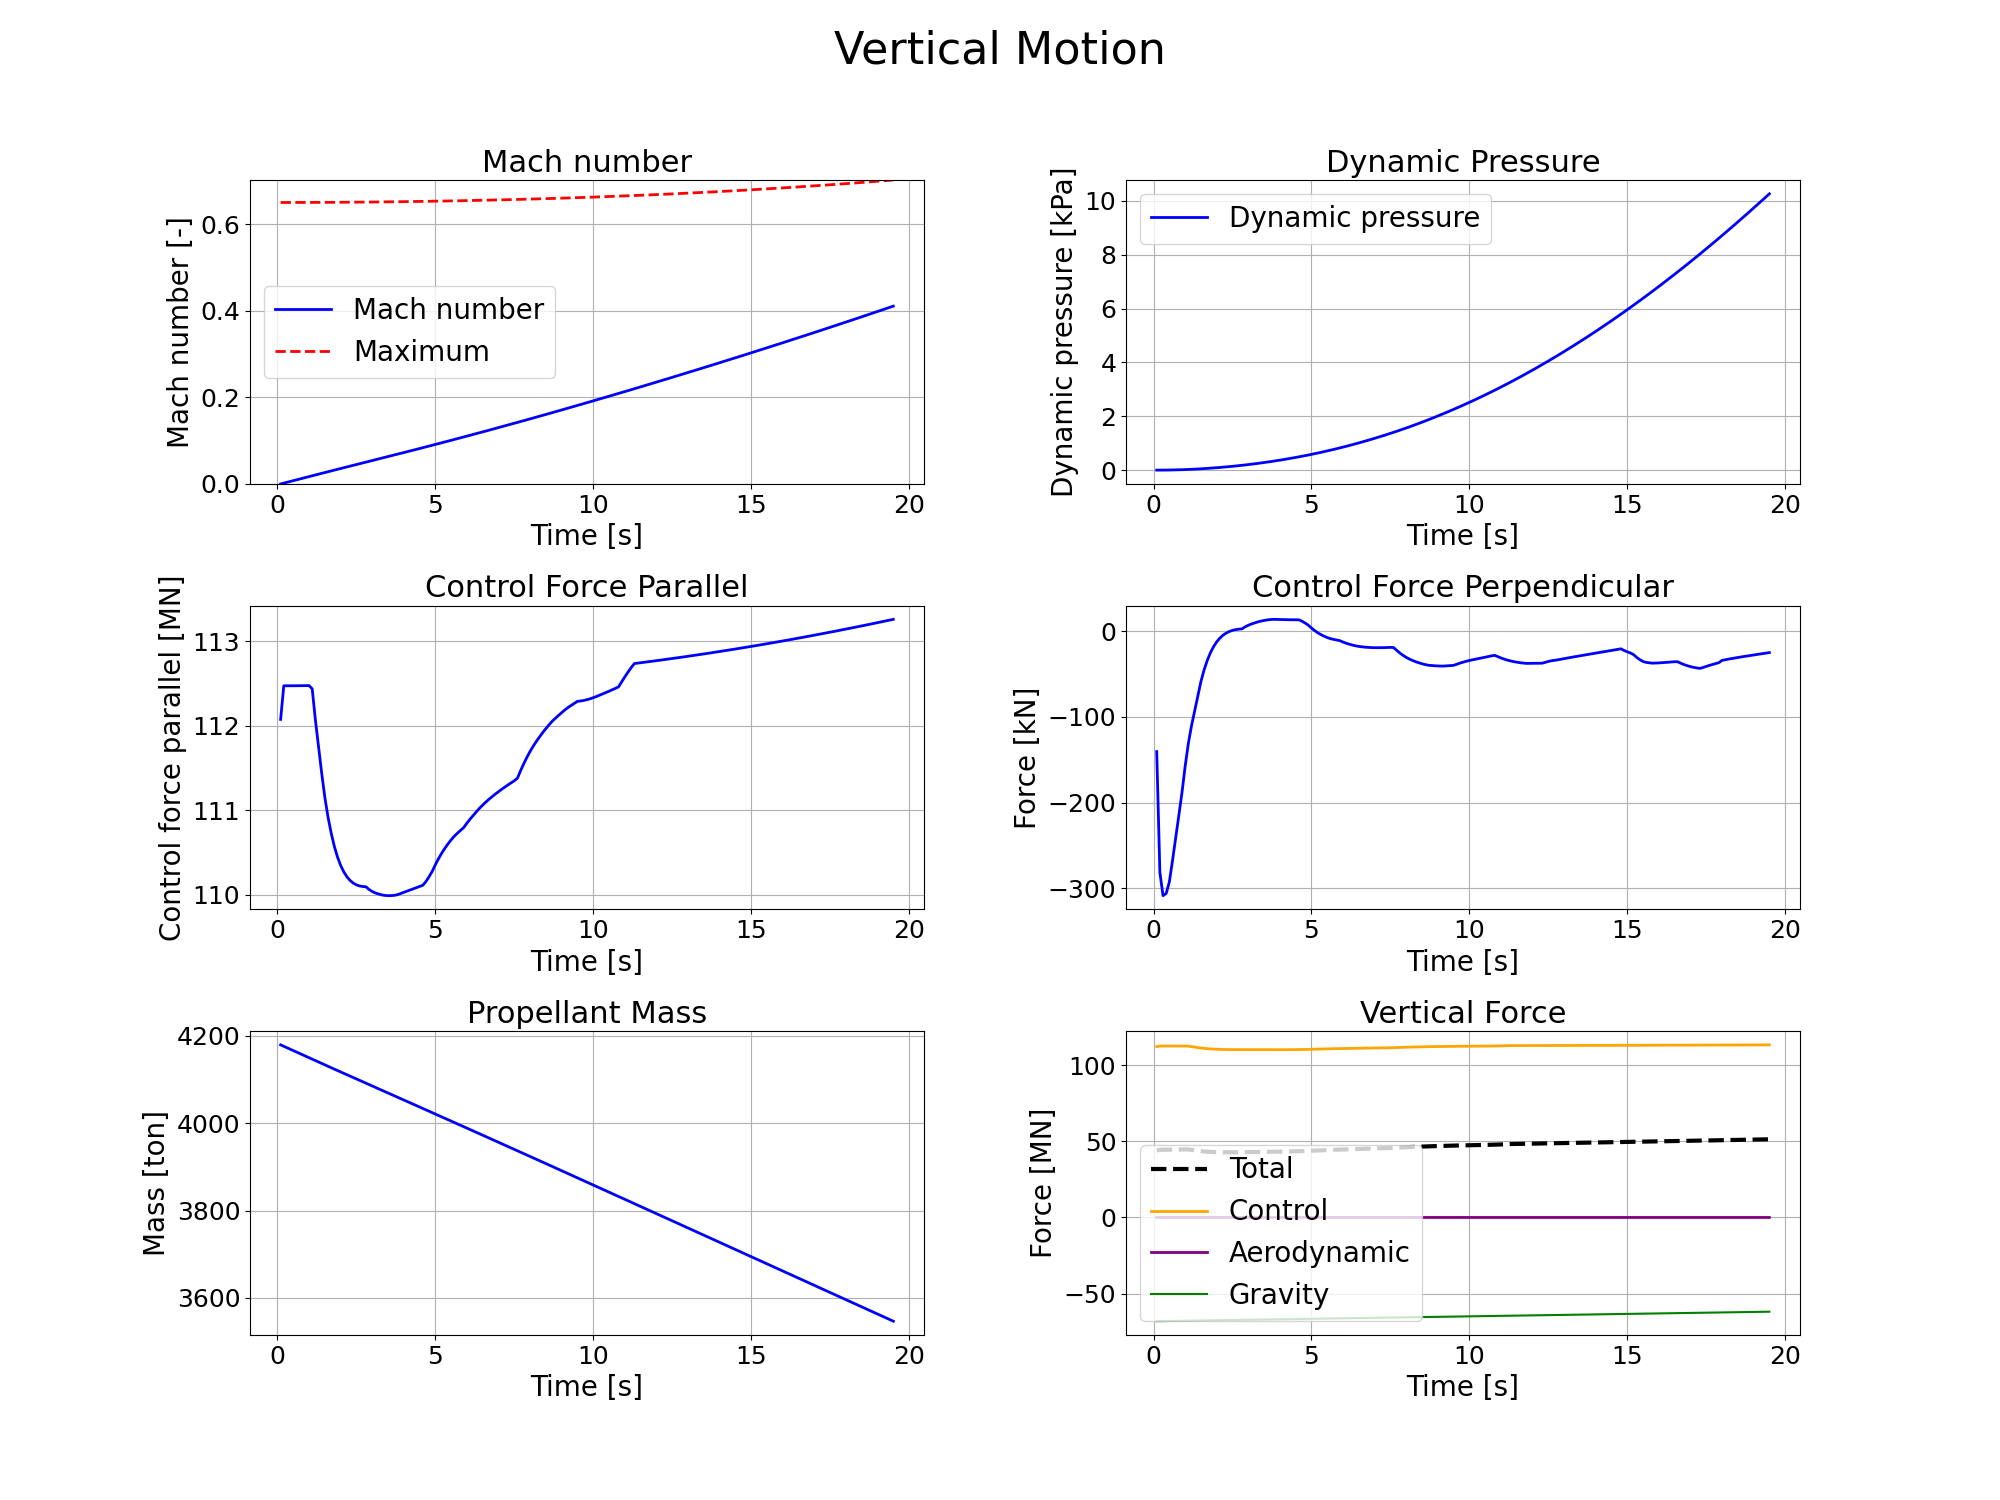 Vertical Motion
Mach number
Mach number [-]
0.6
0.4
0.2
0.0
Mach number
Maximum
0 5 10 15 20
Time [s]
Dynamic Pressure
Dynamic pressure [kPa]
10
8
6
4
2
0
Dynamic pressure
0 5 10 15 20
Time [s]
Control Force Parallel
Control force parallel [MN]
113
112
111
110
0 5 10 15 20
Time [s]
Control Force Perpendicular
Force [kN]
0
−100
−200
−300
0 5 10 15 20
Time [s]
Propellant Mass
Mass [ton]
4200
4000
3800
3600
0 5 10 15 20
Time [s]
Vertical Force
Force [MN]
100
50
0
−50
Total
Control
Aerodynamic
Gravity
0 5 10 15 20
Time [s]